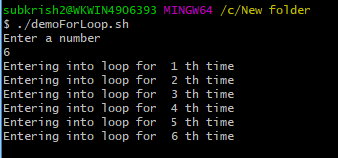 subkrish2@WKWIN4906393 MINGW64 /c/New folder
$ ./demoForLoop.sh
Enter a number
6
Entering into loop for  1 th time
Entering into loop for  2 th time
Entering into loop for  3 th time
Entering into loop for  4 th time
Entering into loop for  5 th time
Entering into loop for  6 th time